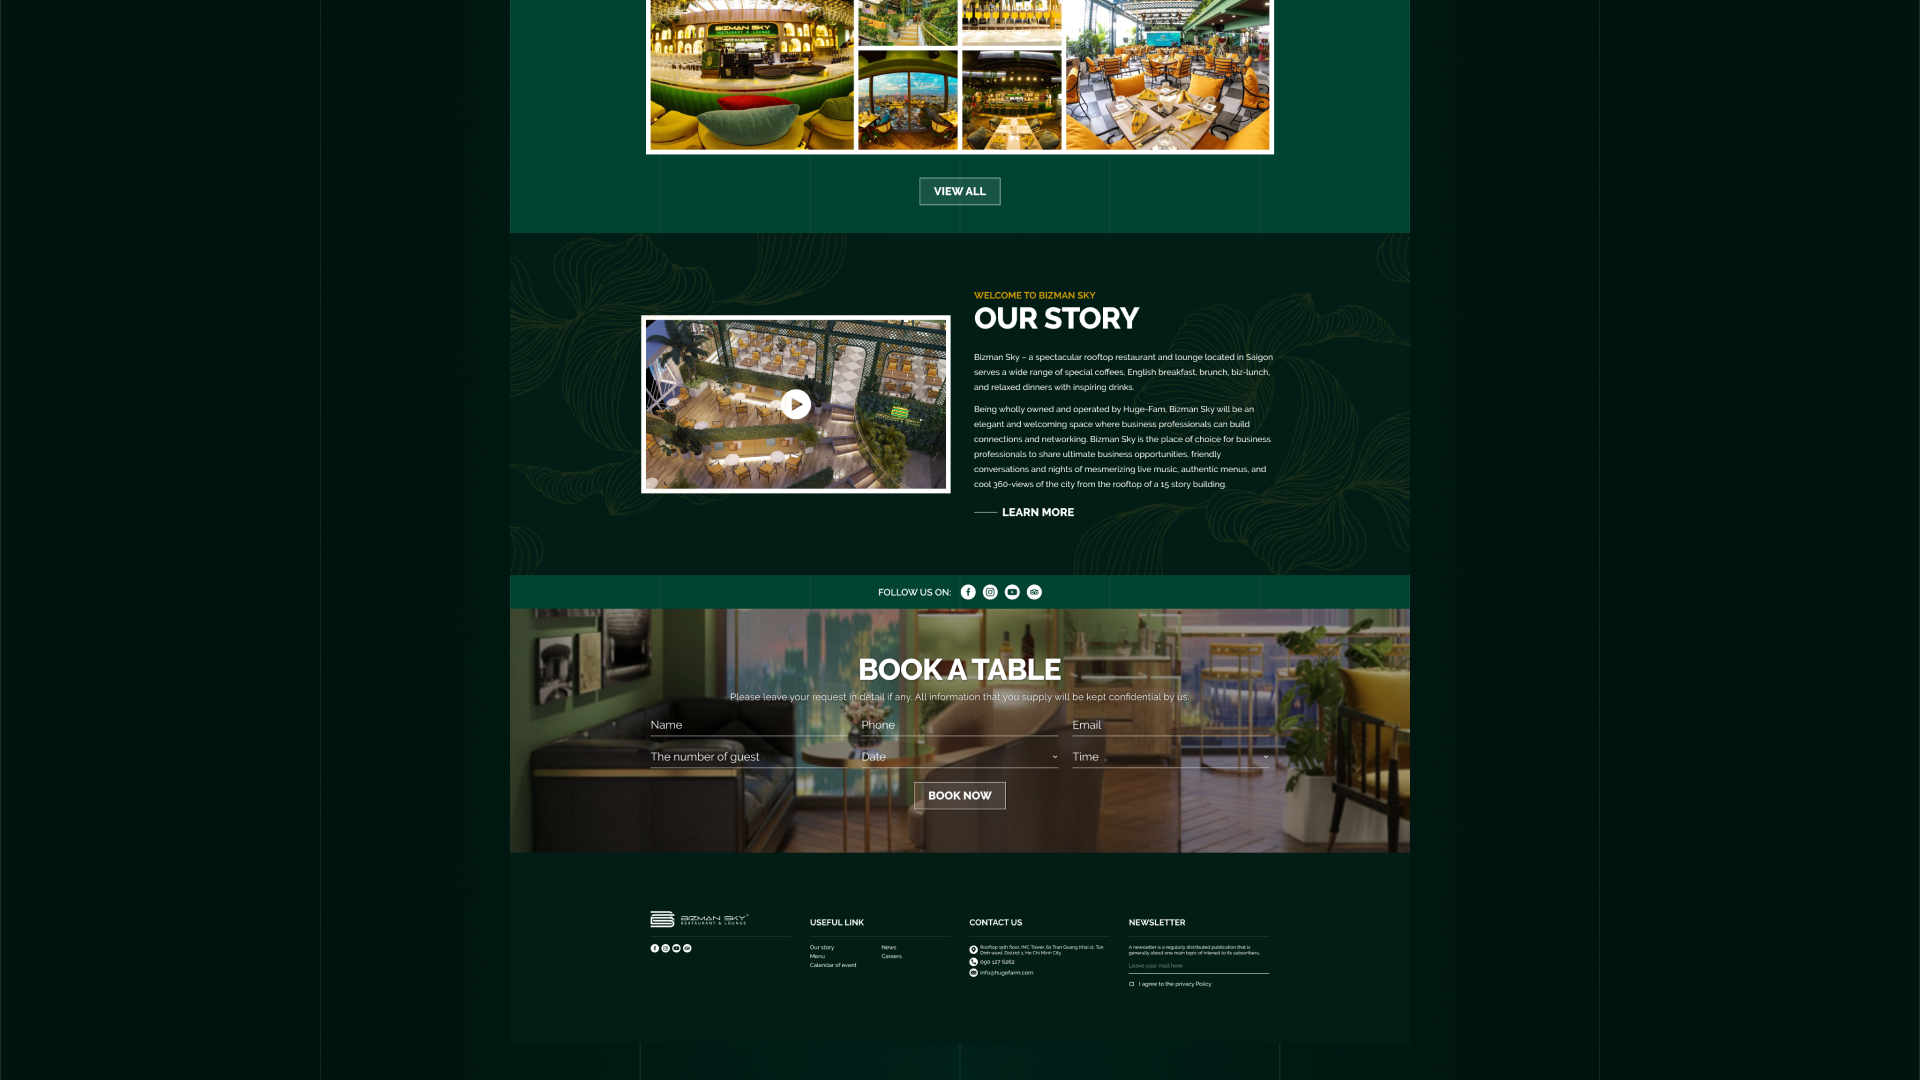 BIZMAN SKY
RESTAURANT & LOUNGE
VIEW ALL
WELCOME TO BIZMAN SKY
OUR STORY
Bizman Sky – a spectacular rooftop restaurant and lounge located in Saigon
serves a wide range of special coffees, English breakfast, brunch, biz-lunch,
and relaxed dinners with inspiring drinks.
Being wholly owned and operated by Huge-Fam, Bizman Sky will be an
elegant and welcoming space where business professionals can build
connections and networking. Bizman Sky is the place of choice for business
professionals to share ultimate business opportunities, friendly
conversations and nights of mesmerizing live music, authentic menus, and
cool 360-views of the city from the rooftop of a 15 story building.
LEARN MORE
FOLLOW US ON:
BOOK A TABLE
Please leave your request in detail if any. All information that you supply will be kept confidential by us.
Name
Phone
Email
The number of guest
Date
Time
BOOK NOW
BIZMAN SKY
RESTAURANT & LOUNGE
USEFUL LINK
Our story
News
Menu
Careers
Calendar of event
CONTACT US
Rooftop 15th floor, IMC Tower, 62 Tran Quang Khai st, Tan
Dinh ward, District 1, Ho Chi Minh City
090 127 6262
info@hugefarm.com
NEWSLETTER
A newsletter is a regularly distributed publication that is
generally about one main topic of interest to its subscribers.
Leave your mail here
I agree to the privacy Policy